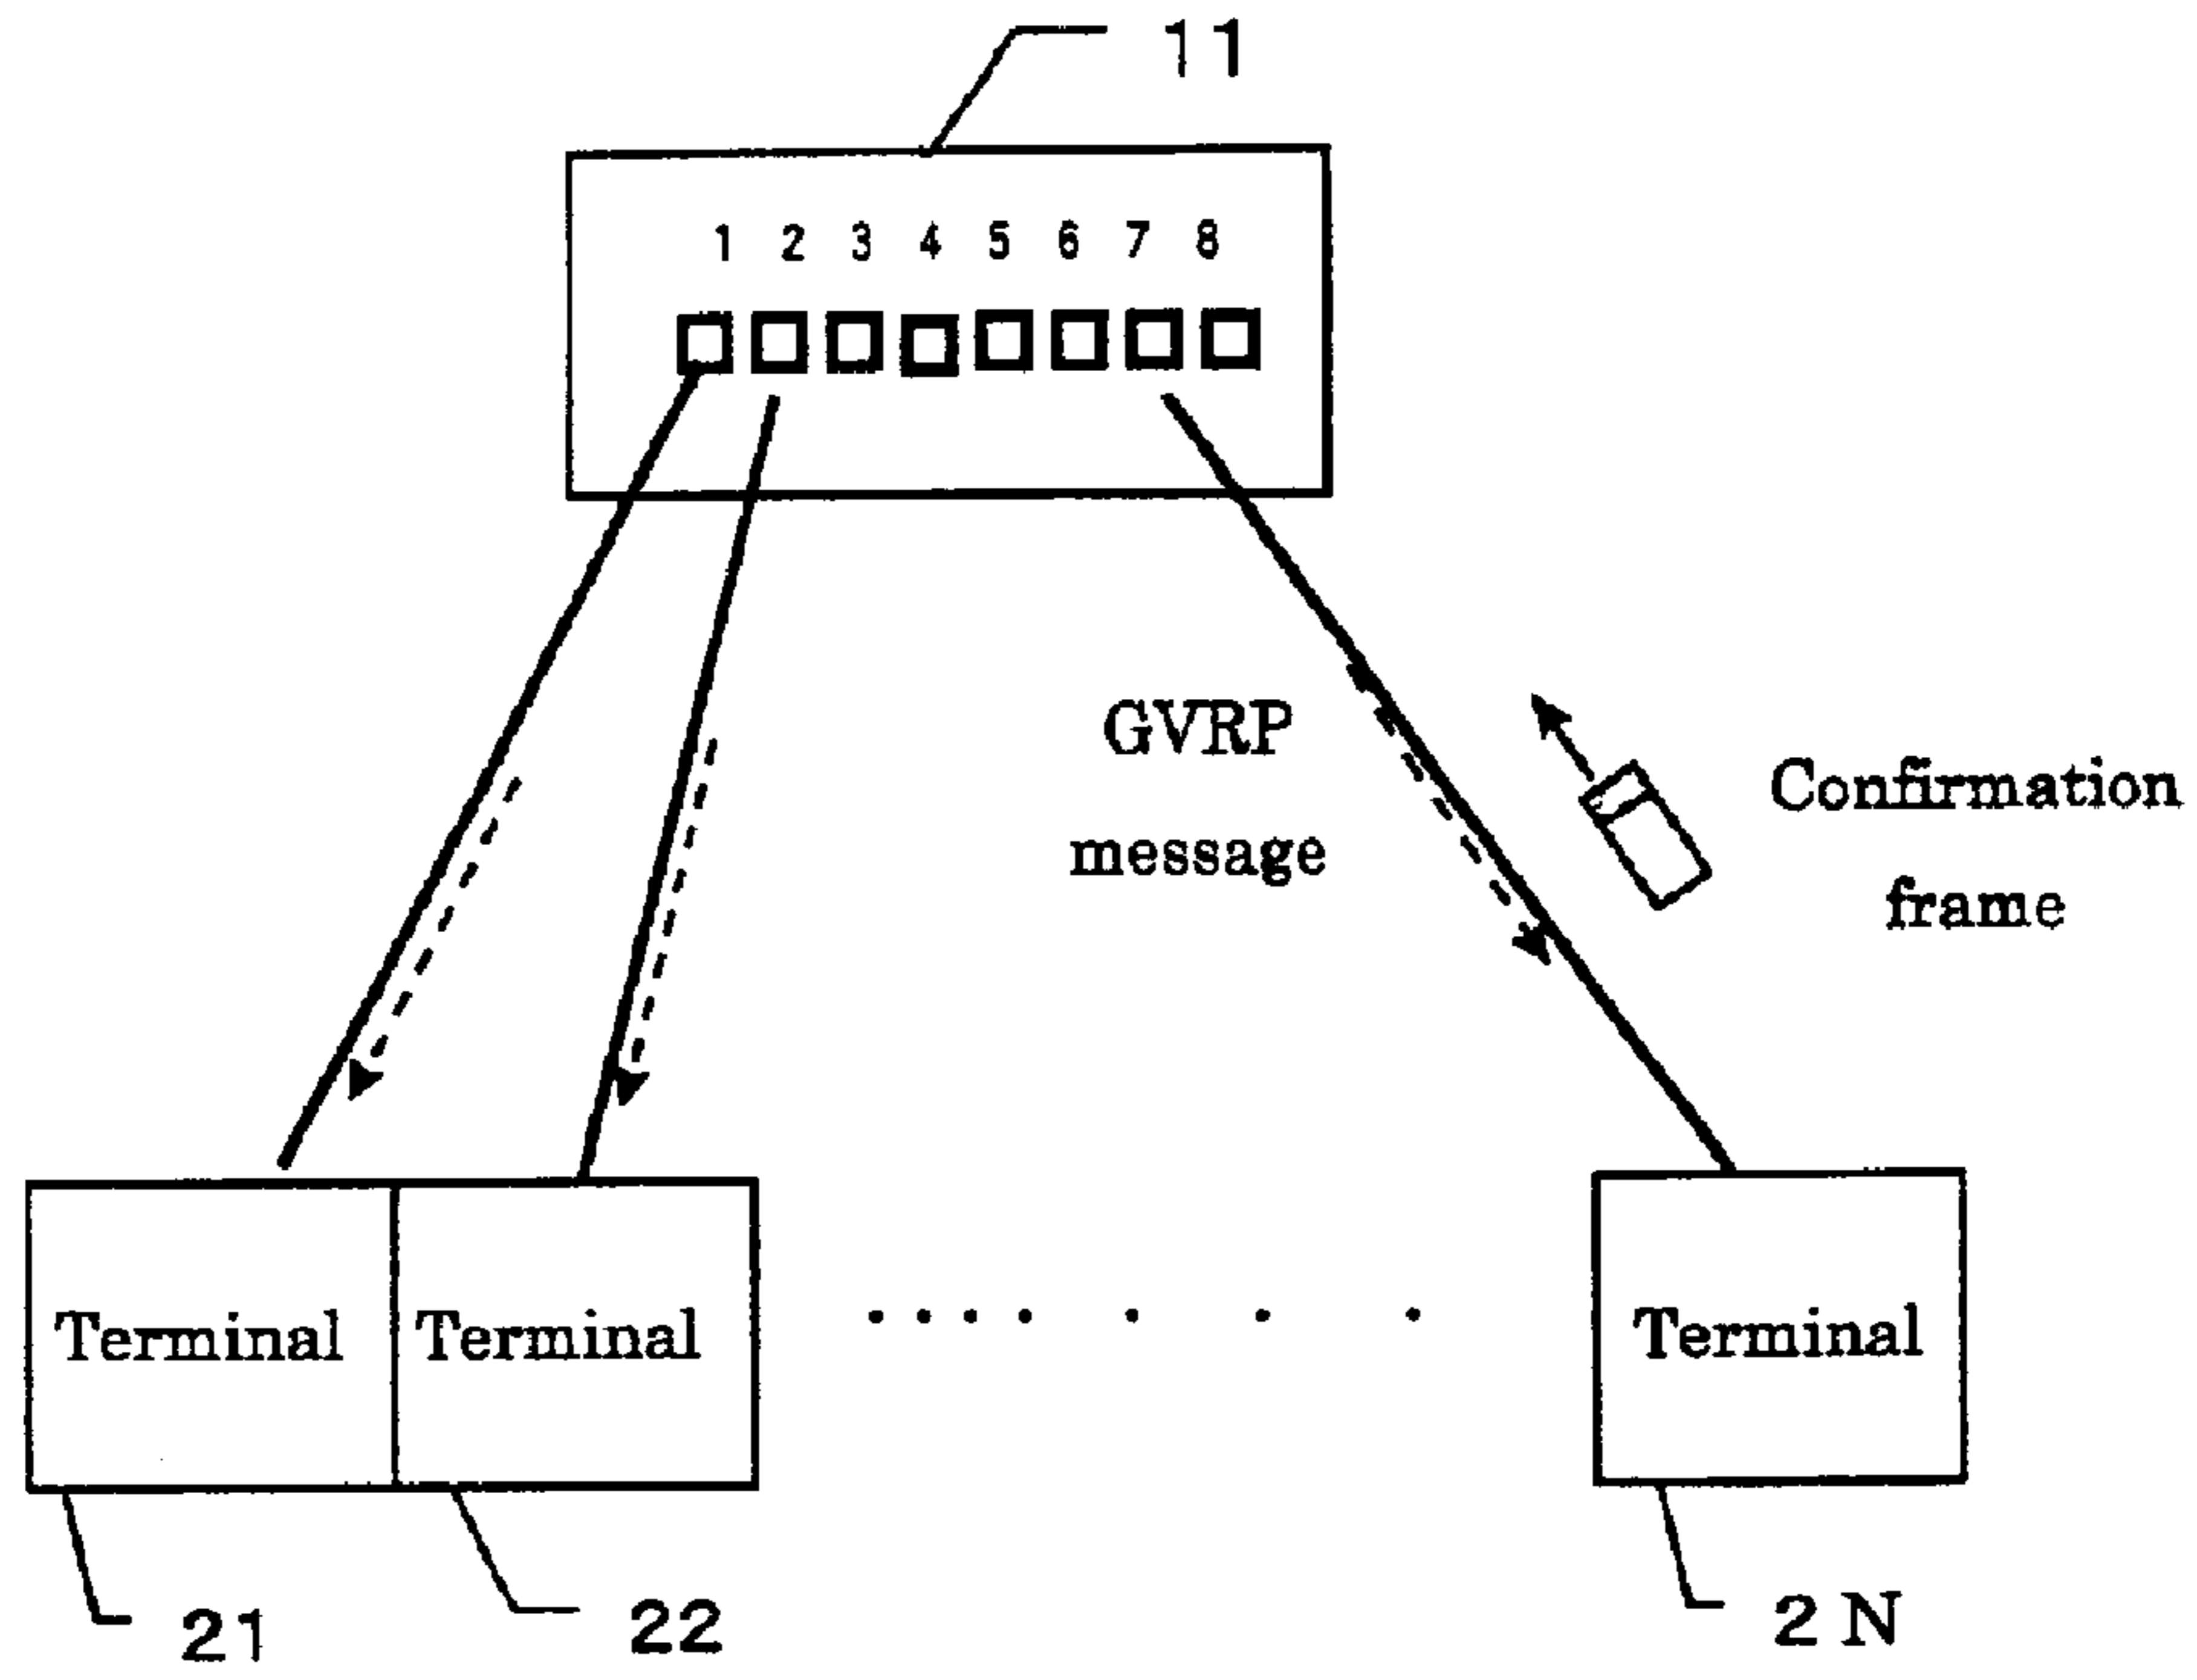 11
1 2 3 4 5 6 7 8
GVRP
message
Confirmation
frame
Terminal Terminal Terminal
21 22 2N